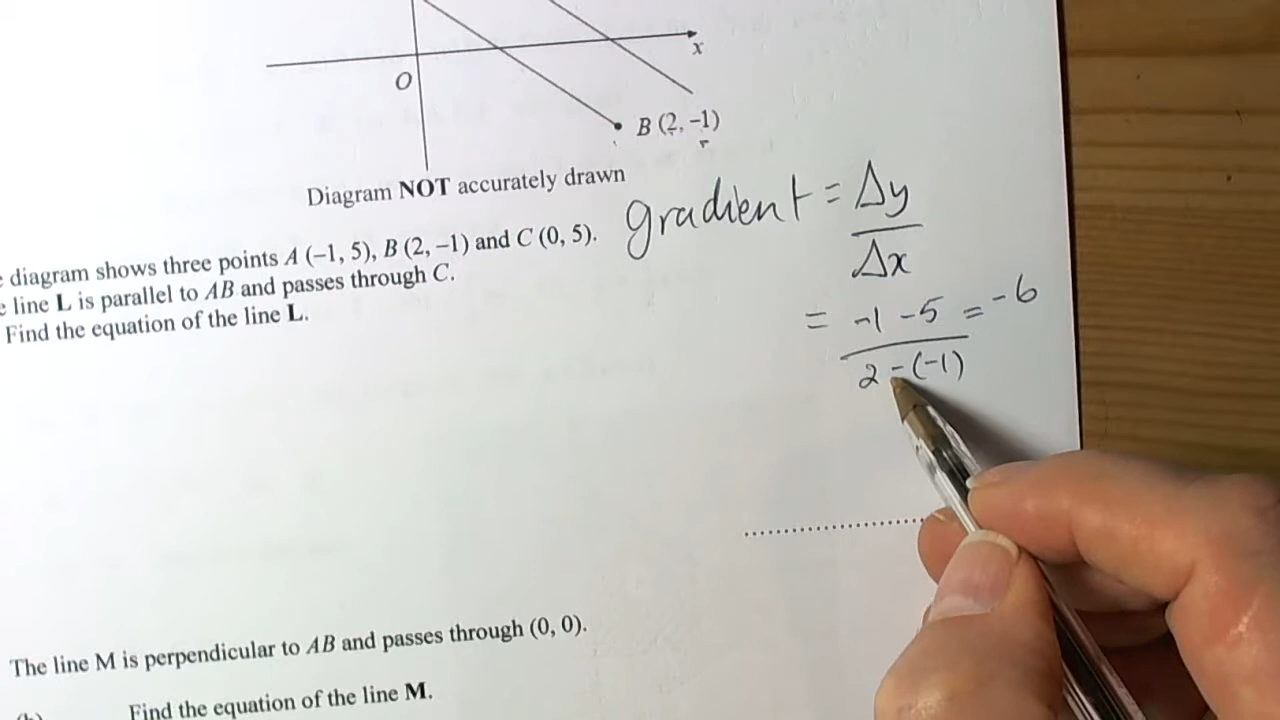 x
O
B (2, –1)
Diagram NOT accurately drawn
gradient = Δy
Δx
= -1 - 5 = -6
2 - (-1)
diagram shows three points A (–1, 5), B (2, –1) and C (0, 5).
line L is parallel to AB and passes through C.
Find the equation of the line L.
The line M is perpendicular to AB and passes through (0, 0).
Find the equation of the line M.